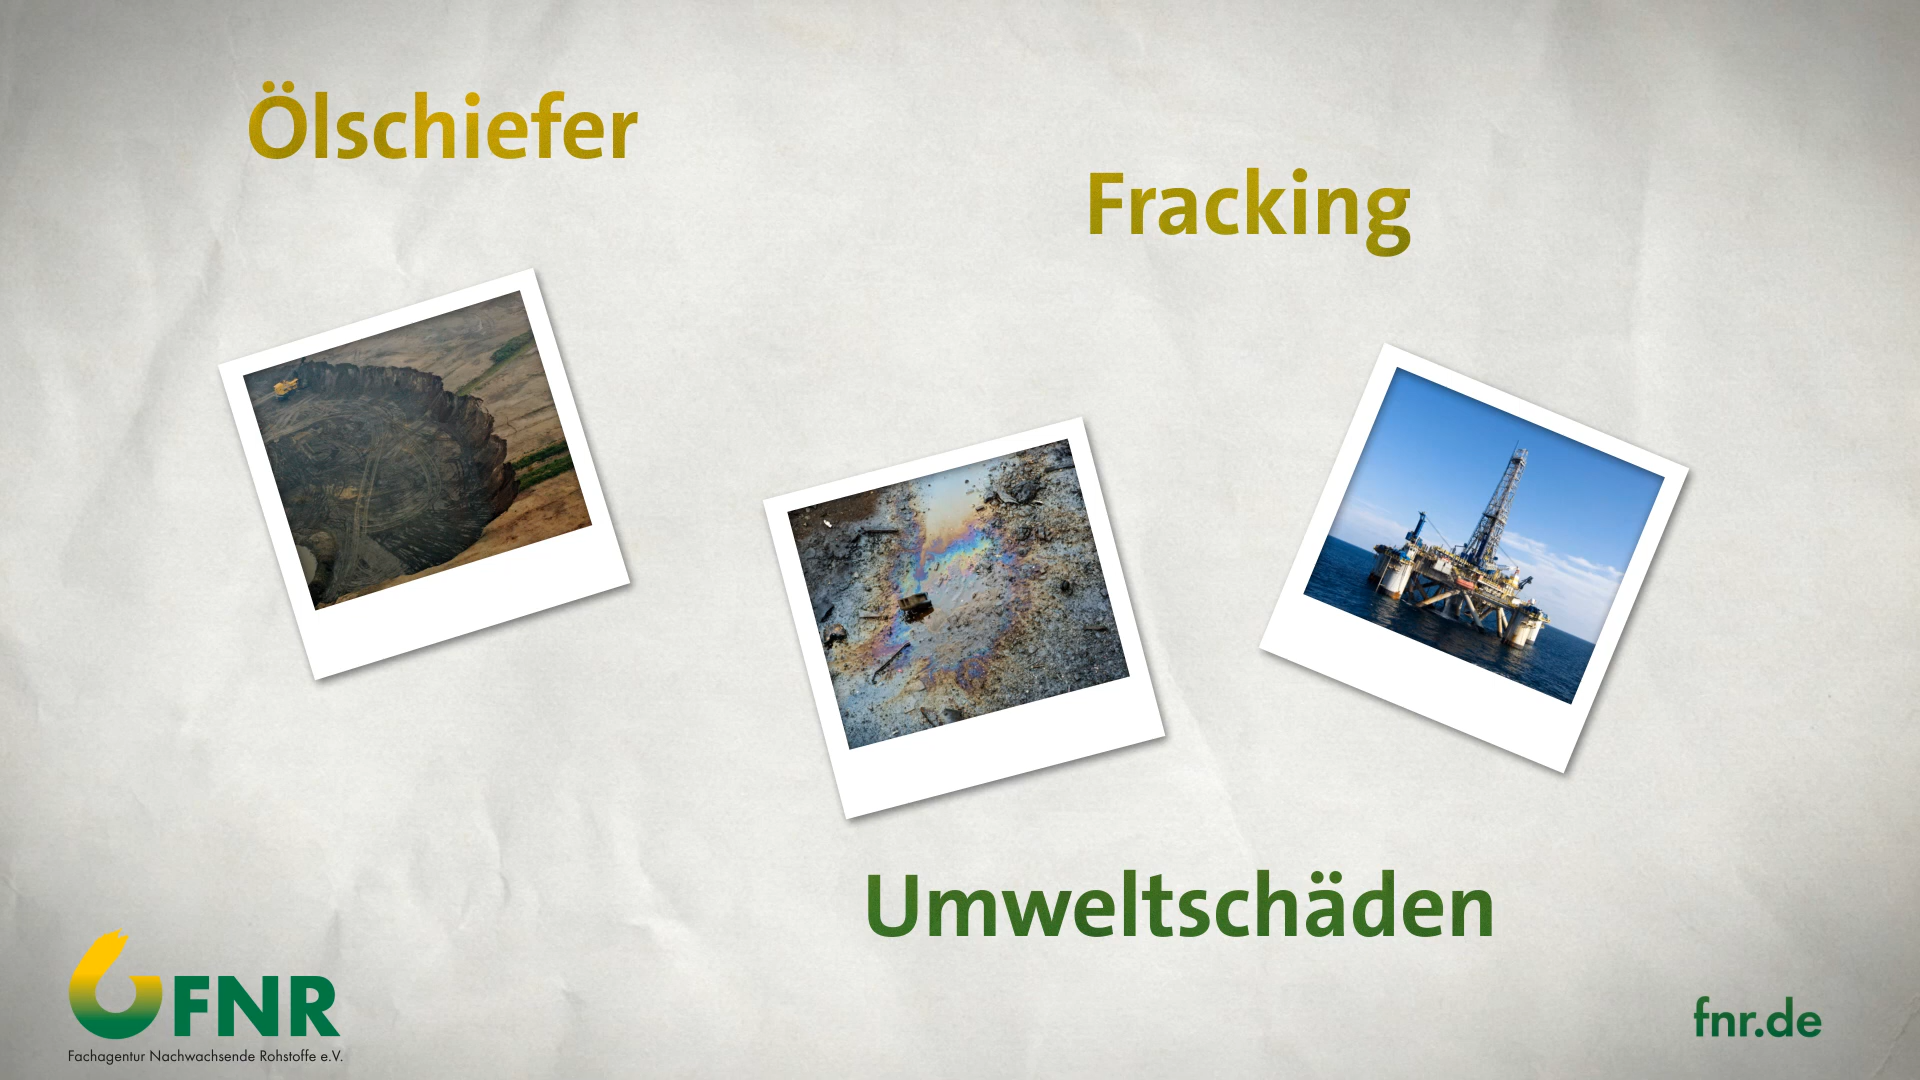 Ölschiefer
Fracking
Umweltschäden
FNR
Fachagentur Nachwachsende Rohstoffe e.V.
fnr.de